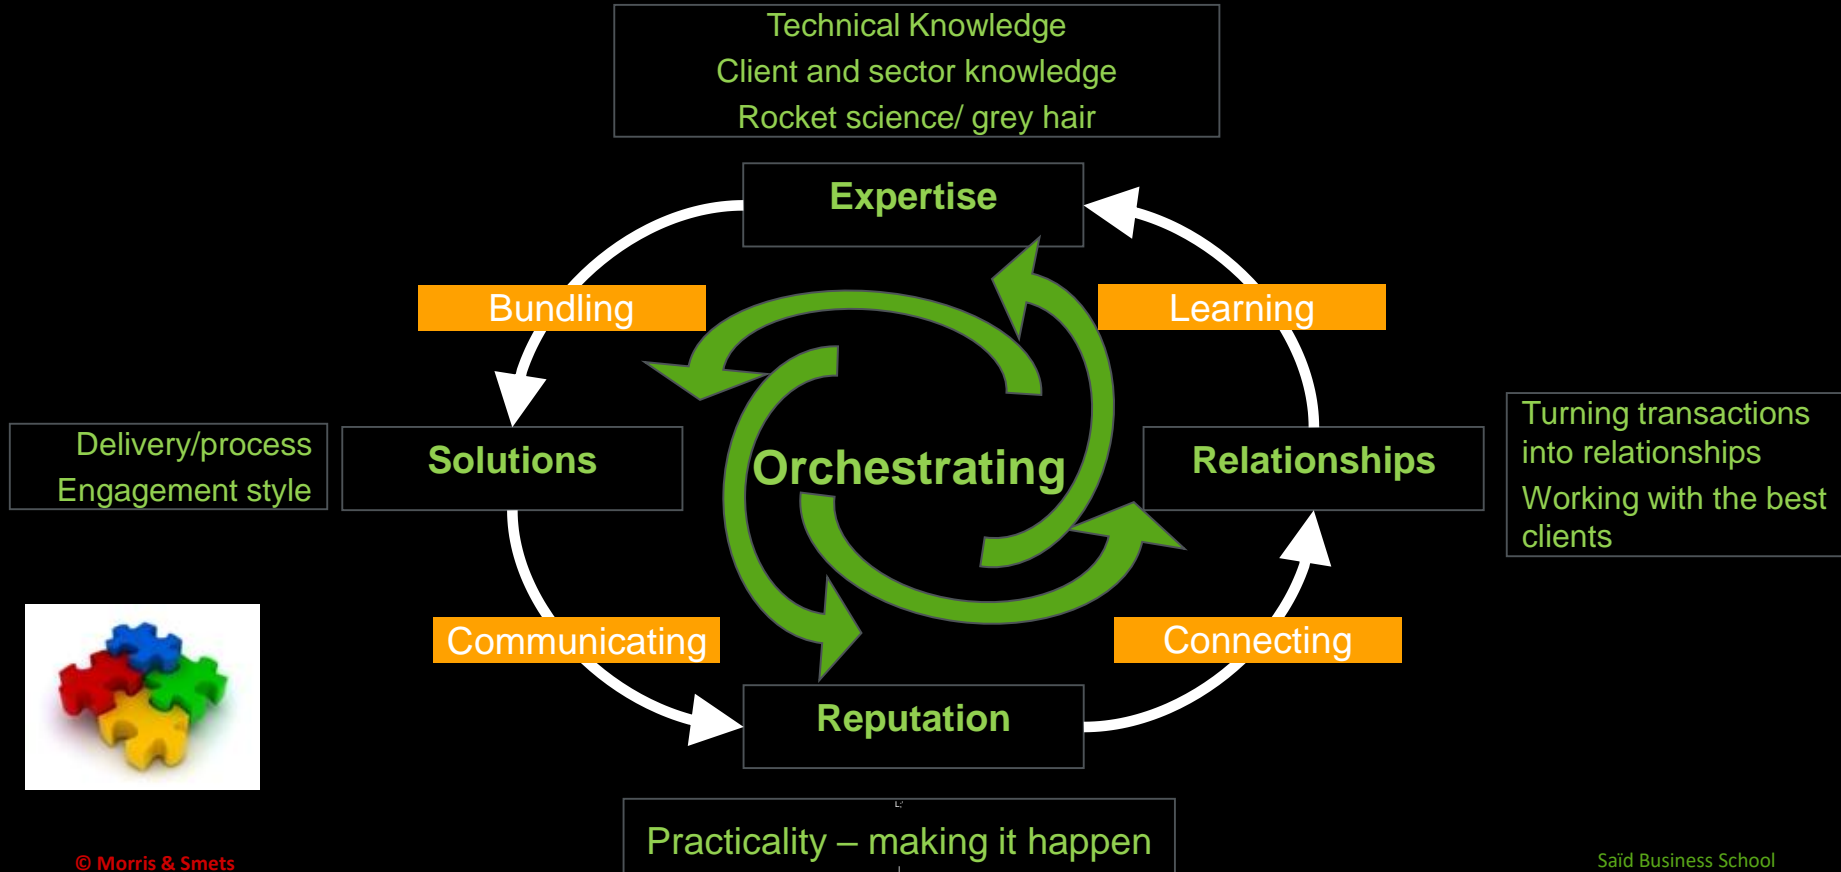 Technical Knowledge
Client and sector knowledge
Rocket science/ grey hair
Expertise
Bundling
Learning
Delivery/process
Engagement style
Solutions
Orchestrating
Relationships
Turning transactions
into relationships
Working with the best
clients
Communicating
Connecting
Reputation
Practicality – making it happen
© Morris & Smets
Saïd Business School